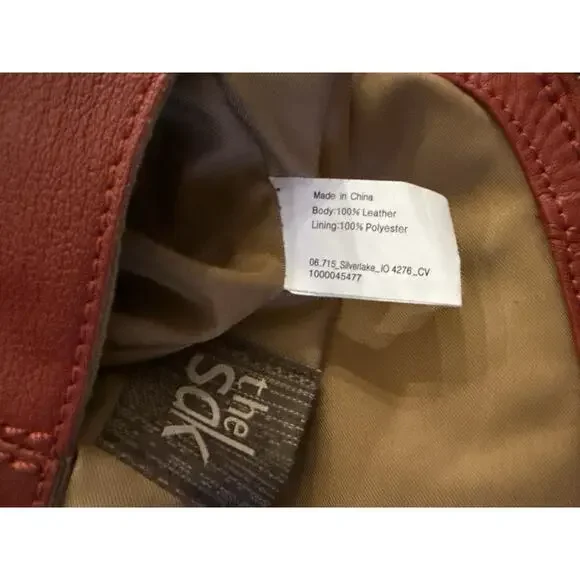 Made in China
Body:100% Leather
Lining:100% Polyester
06.715_Silverlake_IO 4276_CV
1000045477
the
Sak